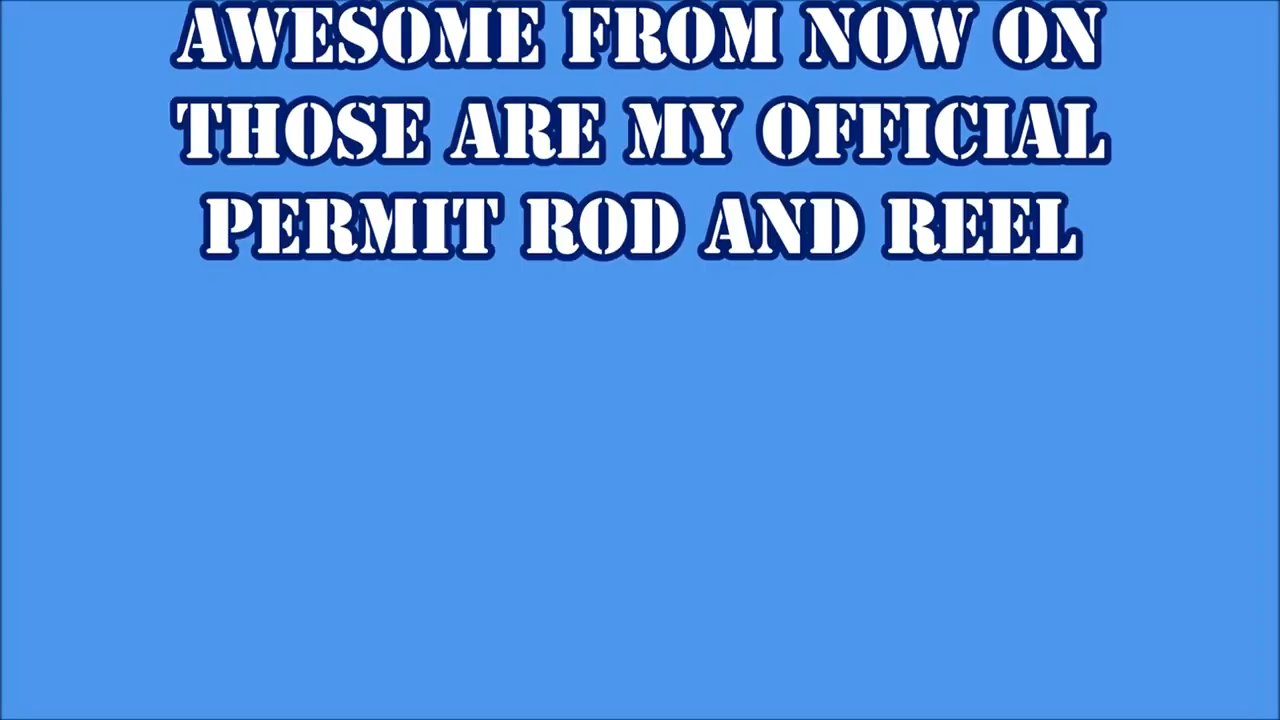 AWESOME FROM NOW ON
THOSE ARE MY OFFICIAL
PERMIT ROD AND REEL